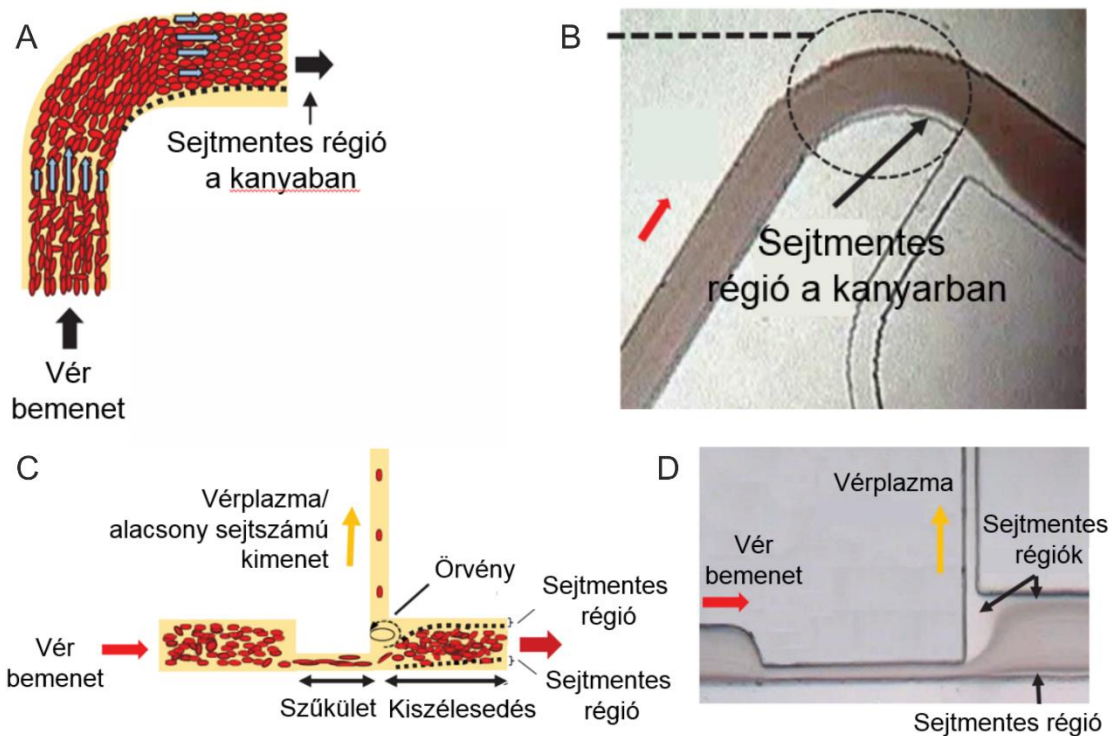 A
Sejtmentes régió
a kanyaban
Vér
bemenet
B
Sejtmentes
régió a kanyarban
C
Vérplazma/
alacsony sejtszámú
kimenet
Örvény
Sejtmentes
régió
Vér
bemenet
Sejtmentes
régió
Szűkület
Kiszélesedés
D
Vérplazma
Sejtmentes
régiók
Vér
bemenet
Sejtmentes régió